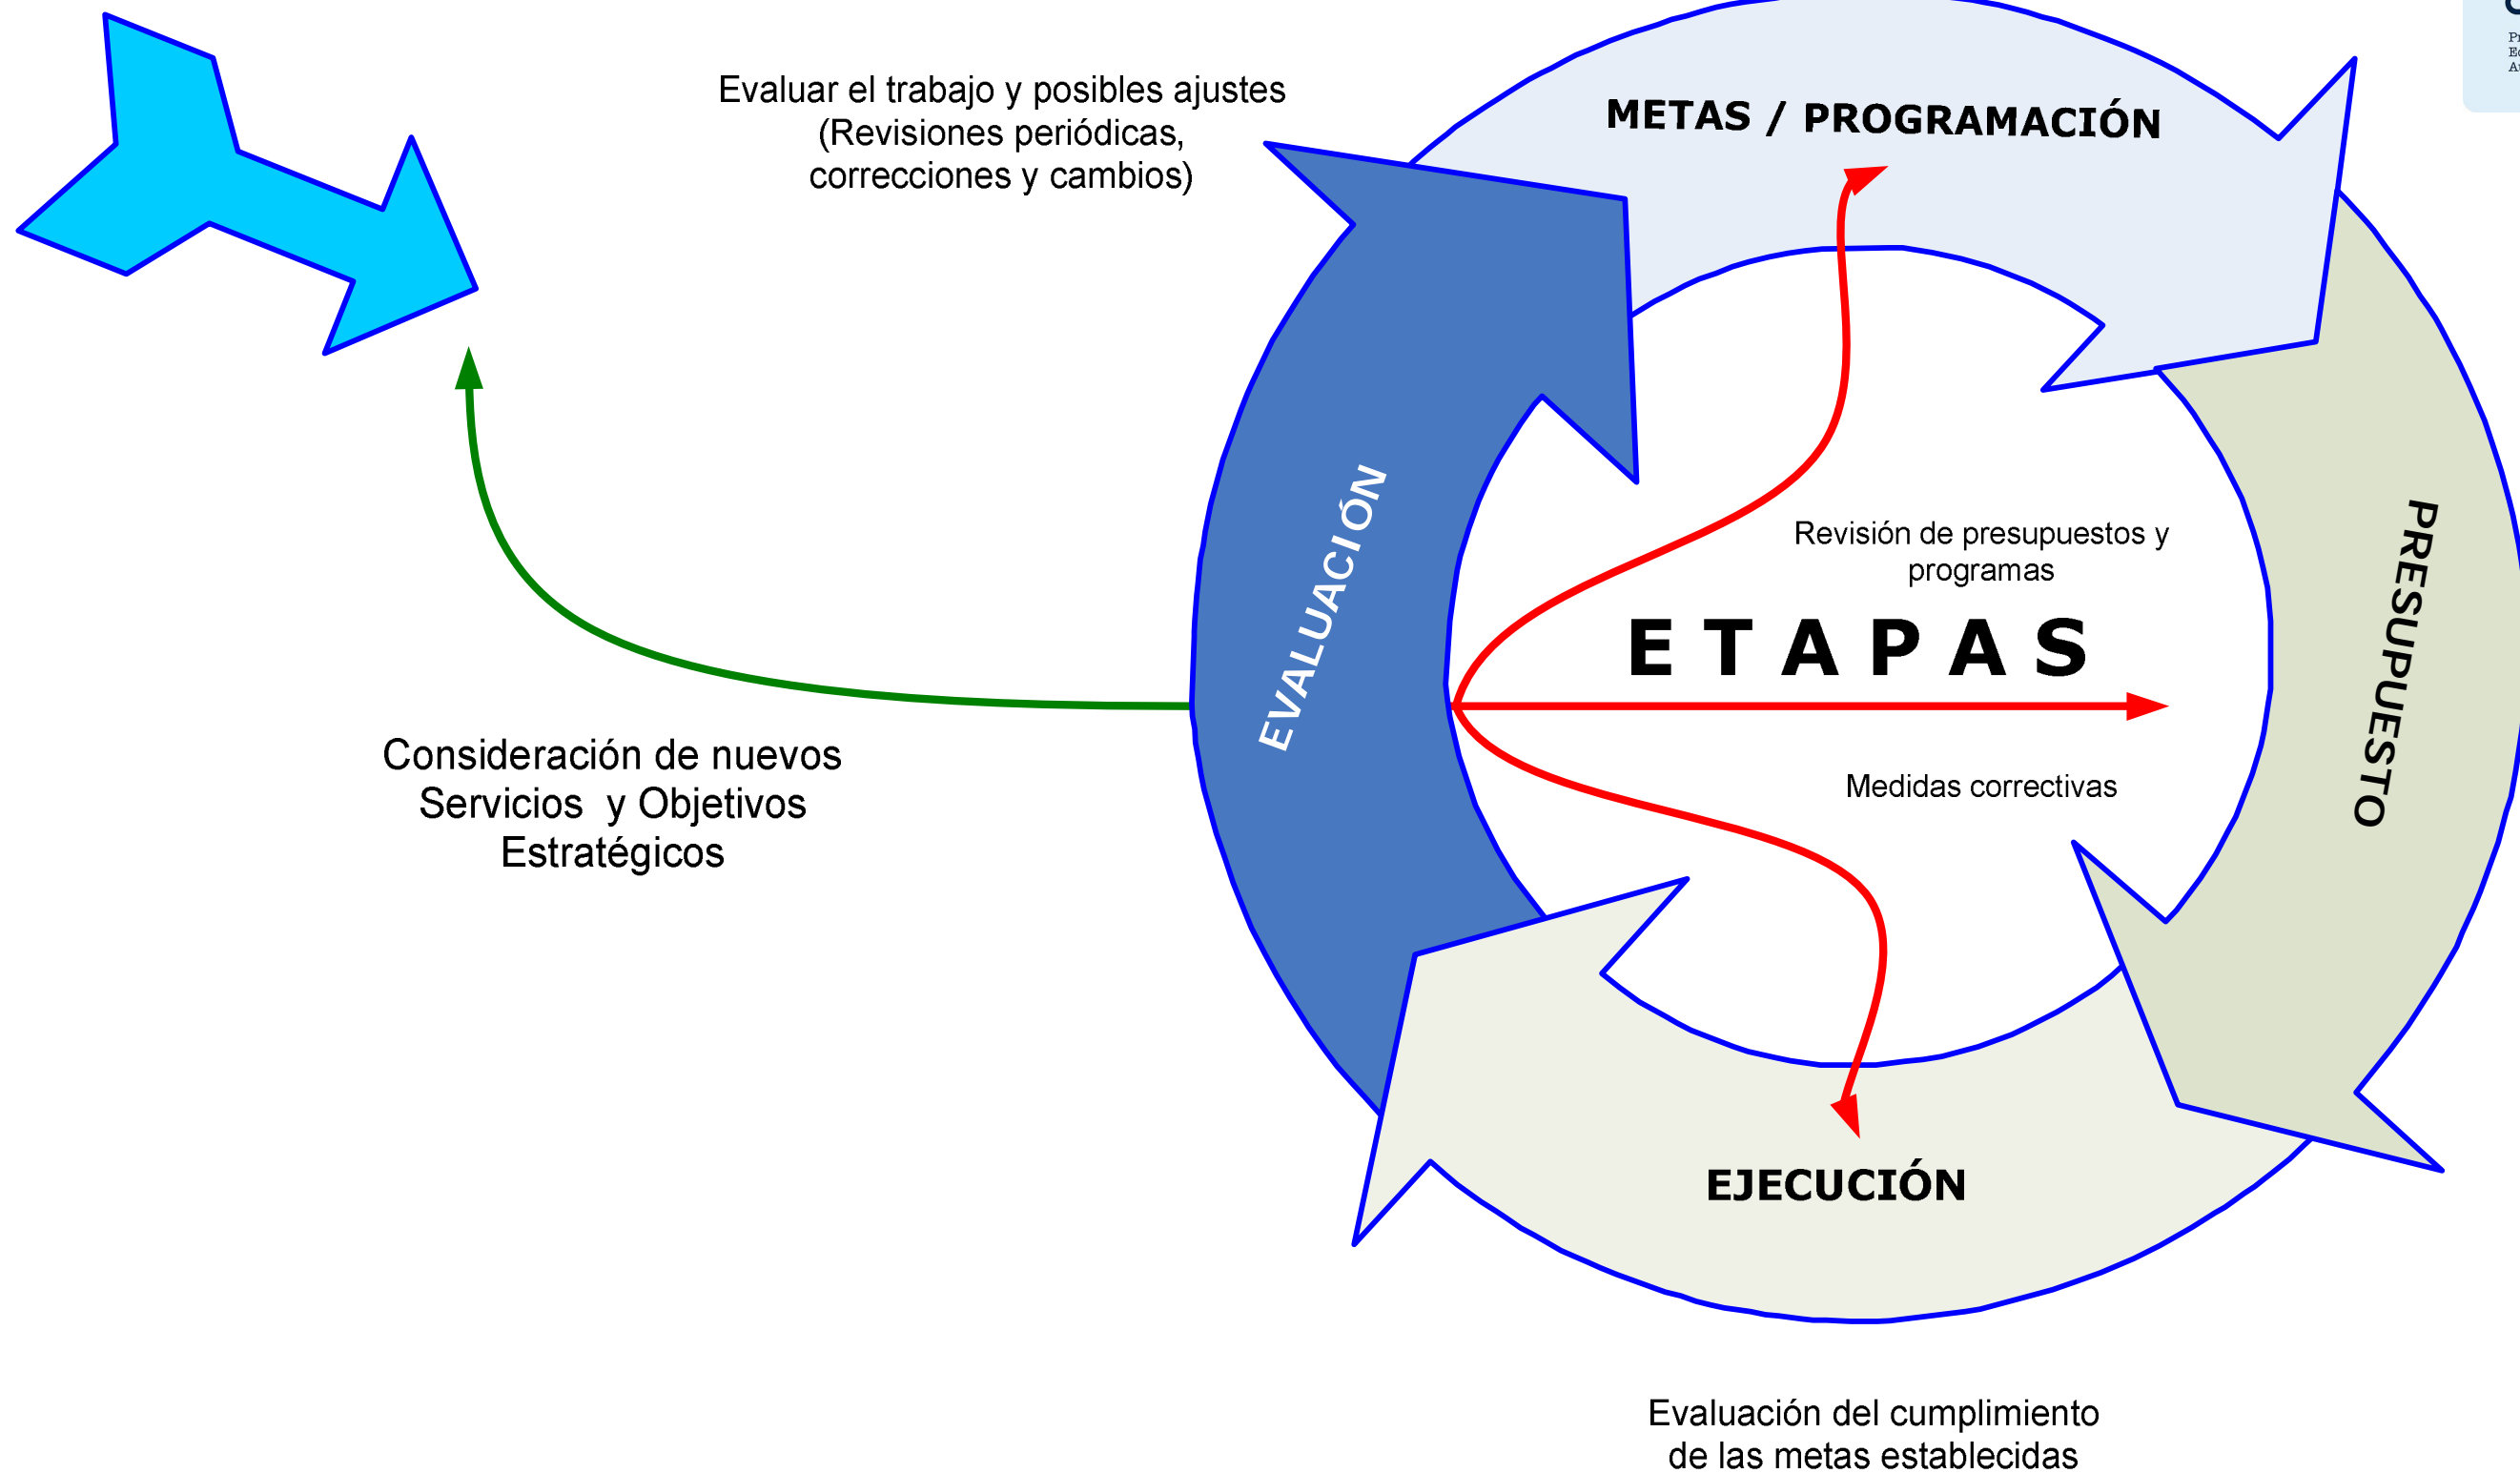 Evaluar el trabajo y posibles ajustes
(Revisiones periódicas,
correcciones y cambios)
METAS / PROGRAMACIÓN
EVALUACIÓN
Revisión de presupuestos y
programas
ETAPAS
PRESUPUESTO
Medidas correctivas
Consideración de nuevos
Servicios y Objetivos
Estratégicos
EJECUCIÓN
Evaluación del cumplimiento
de las metas establecidas